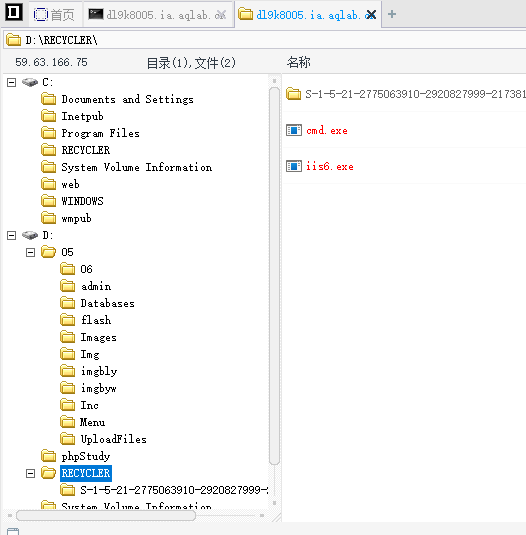 首页 dl9k8005.ia.aqlab.c dl9k8005.ia.aqlab.c +
D:\RECYCLER\
59.63.166.75 目录(1),文件(2) 名称
C:
Documents and Settings
Inetpub
Program Files
RECYCLER
System Volume Information
web
WINDOWS
wmpub
D:
05
06
admin
Databases
flash
Images
Img
imgbly
imgbyw
Inc
Menu
UploadFiles
phpStudy
RECYCLER
S-1-5-21-2775063910-2920827999-2
System Volume Information
S-1-5-21-2775063910-2920827999-217381
cmd.exe
iis6.exe